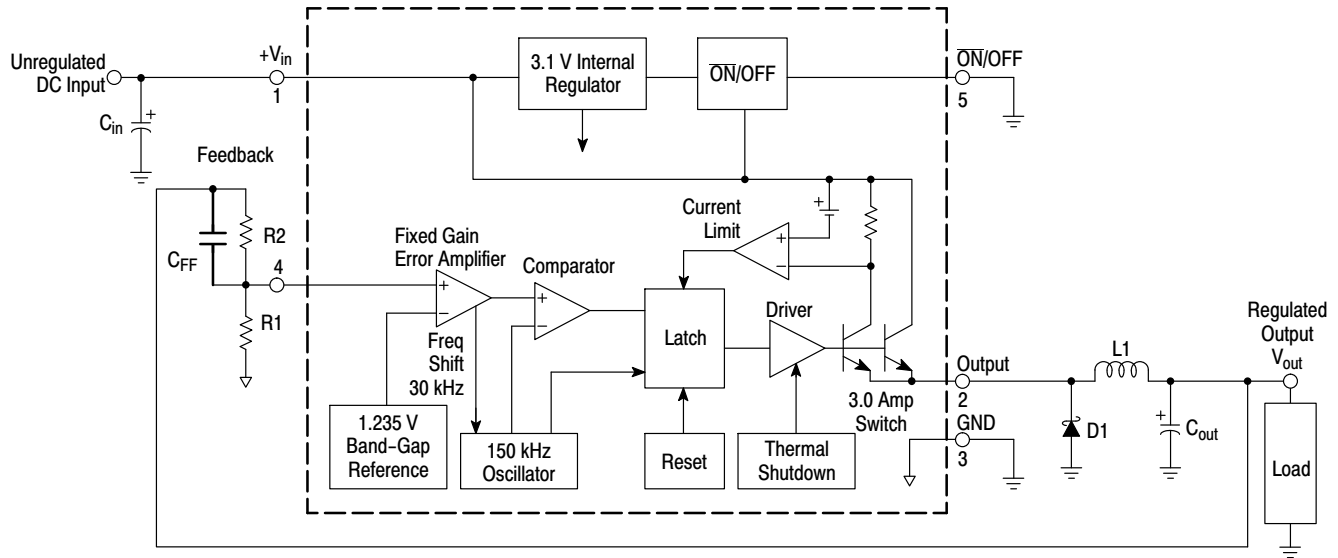 Unregulated
DC Input
+Vin
1
Cin
3.1 V Internal
Regulator
ON/OFF
ON/OFF
5
Feedback
CFF
R2
4
R1
Fixed Gain
Error Amplifier
+
−
Comparator
+
−
Current
Limit
+
−
+
Freq
Shift
30 kHz
Latch
Driver
1.235 V
Band-Gap
Reference
150 kHz
Oscillator
Reset
Thermal
Shutdown
3.0 Amp
Switch
Output
2
GND
3
D1
L1
+
Cout
Regulated
Output
Vout
Load
+